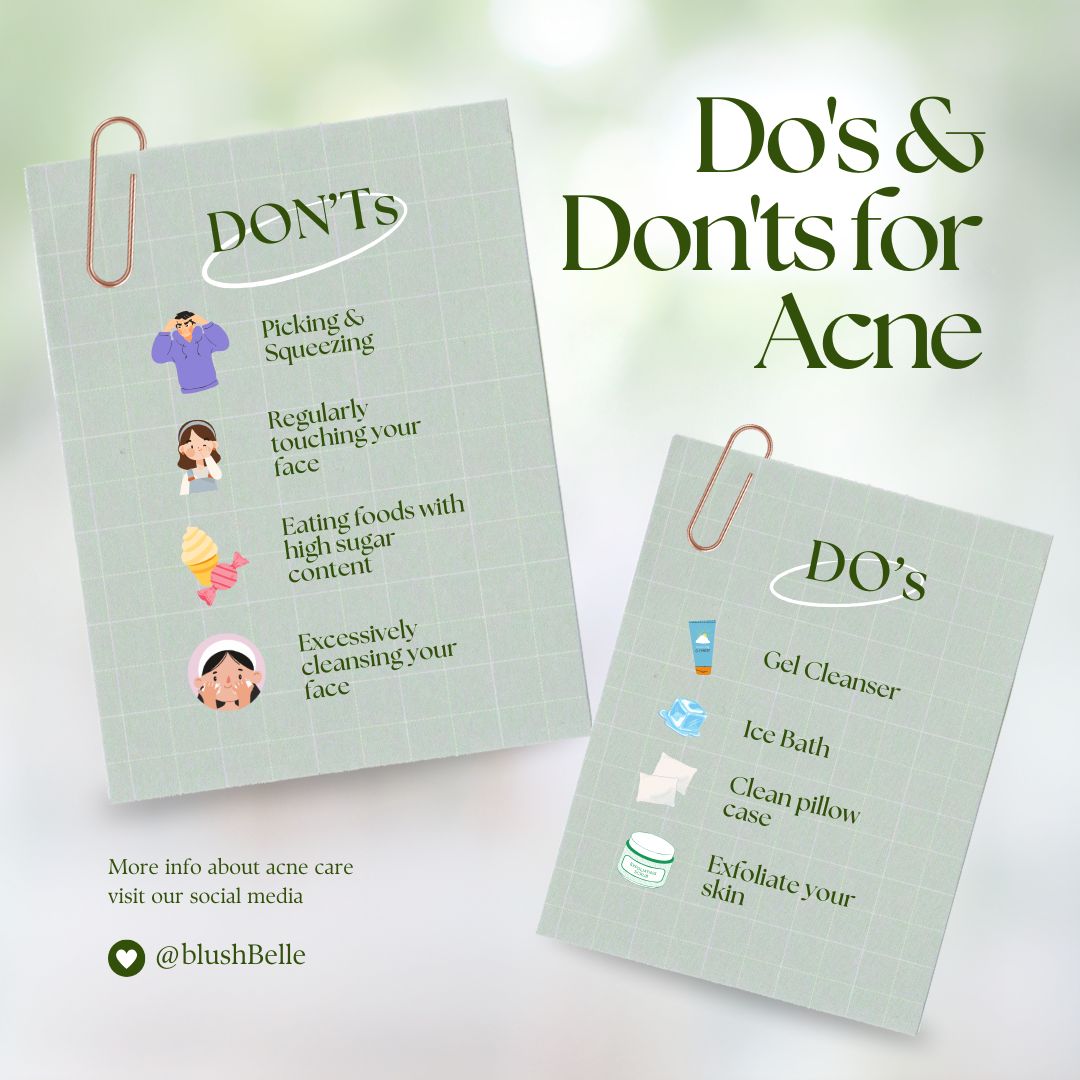 Do's &
Don'ts for
Acne
DON'Ts
Picking &
Squeezing
Regularly
touching your
face
Eating foods with
high sugar
content
Excessively
cleansing your
face
DO's
Gel Cleanser
Ice Bath
Clean pillow
case
Exfoliate your
skin
More info about acne care
visit our social media
@blushBelle